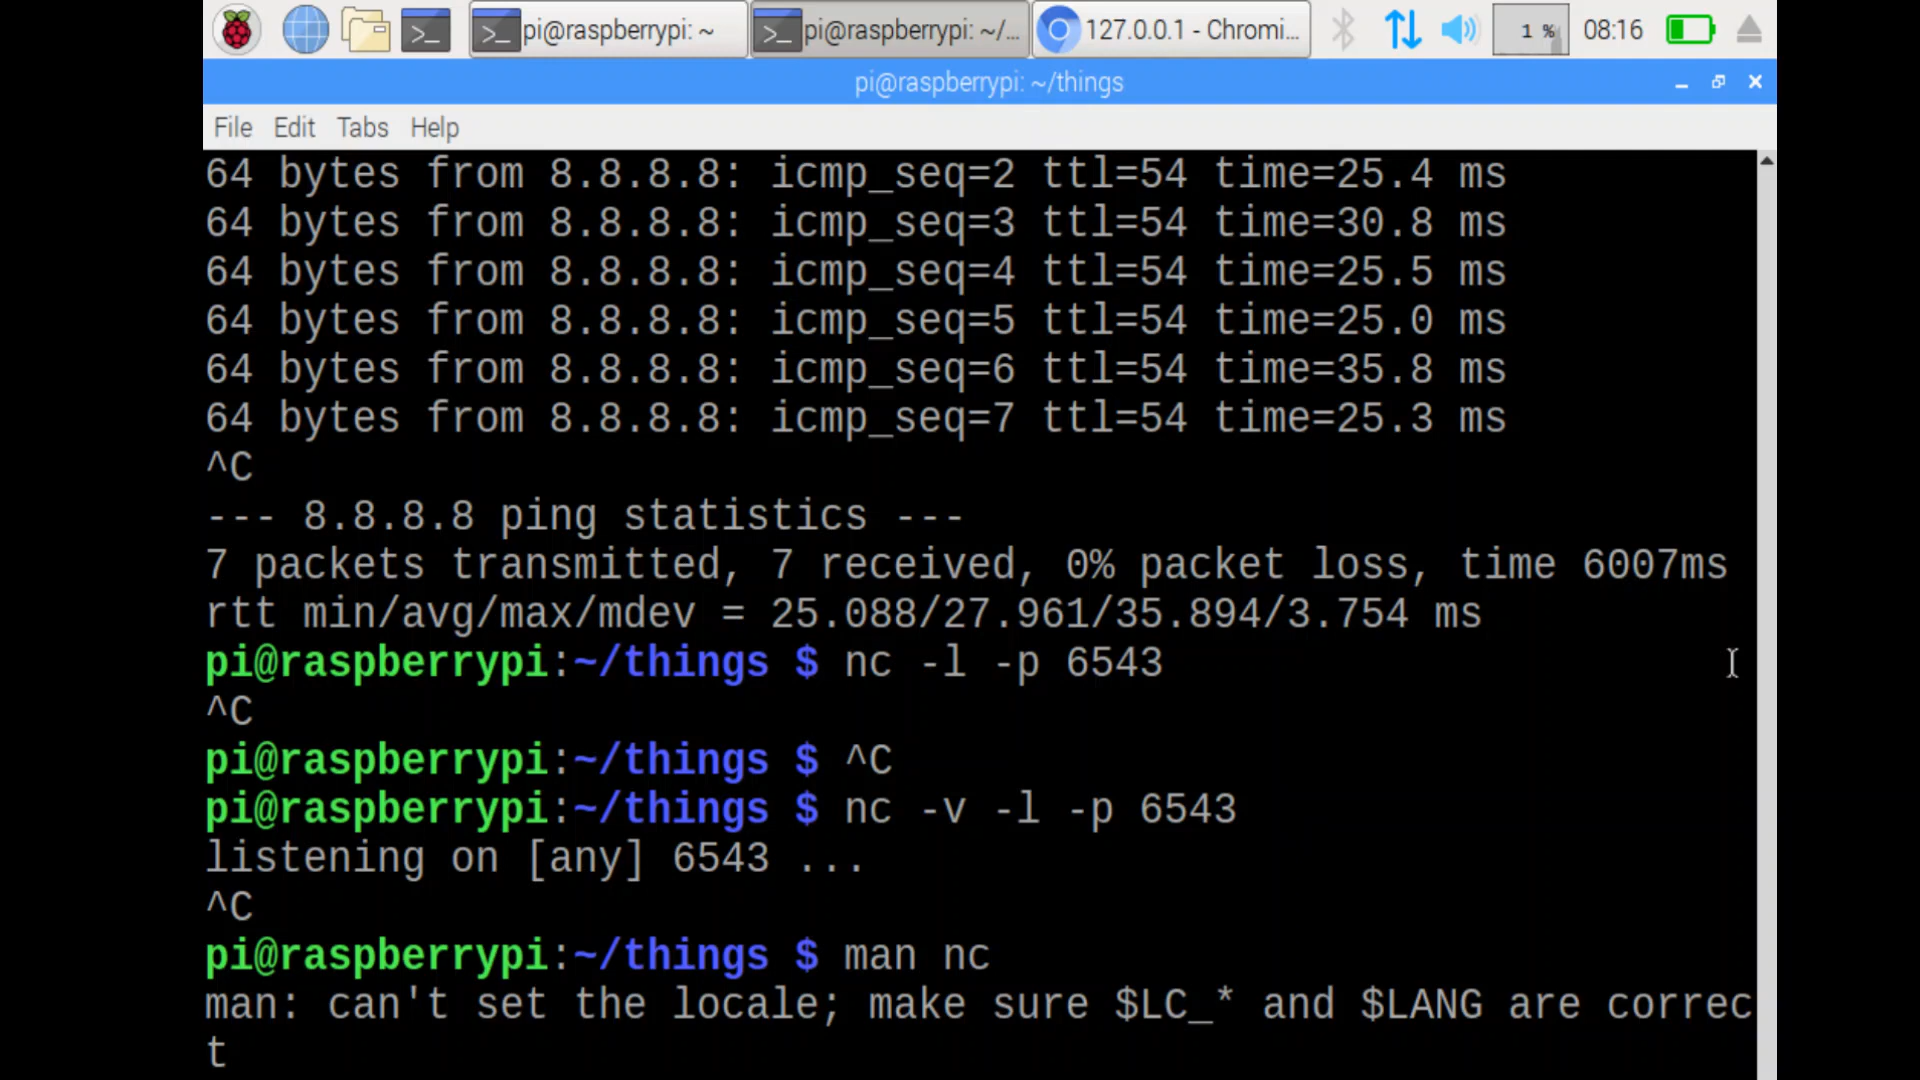 pi@raspberrypi: ~
pi@raspberrypi: ~/...
127.0.0.1 - Chromi...
1 %
08:16
pi@raspberrypi: ~/things
File Edit Tabs Help
64 bytes from 8.8.8.8: icmp_seq=2 ttl=54 time=25.4 ms
64 bytes from 8.8.8.8: icmp_seq=3 ttl=54 time=30.8 ms
64 bytes from 8.8.8.8: icmp_seq=4 ttl=54 time=25.5 ms
64 bytes from 8.8.8.8: icmp_seq=5 ttl=54 time=25.0 ms
64 bytes from 8.8.8.8: icmp_seq=6 ttl=54 time=35.8 ms
64 bytes from 8.8.8.8: icmp_seq=7 ttl=54 time=25.3 ms
^C
--- 8.8.8.8 ping statistics ---
7 packets transmitted, 7 received, 0% packet loss, time 6007ms
rtt min/avg/max/mdev = 25.088/27.961/35.894/3.754 ms
pi@raspberrypi:~/things $ nc -l -p 6543
^C
pi@raspberrypi:~/things $ ^C
pi@raspberrypi:~/things $ nc -v -l -p 6543
listening on [any] 6543 ...
^C
pi@raspberrypi:~/things $ man nc
man: can't set the locale; make sure $LC_* and $LANG are correc
t